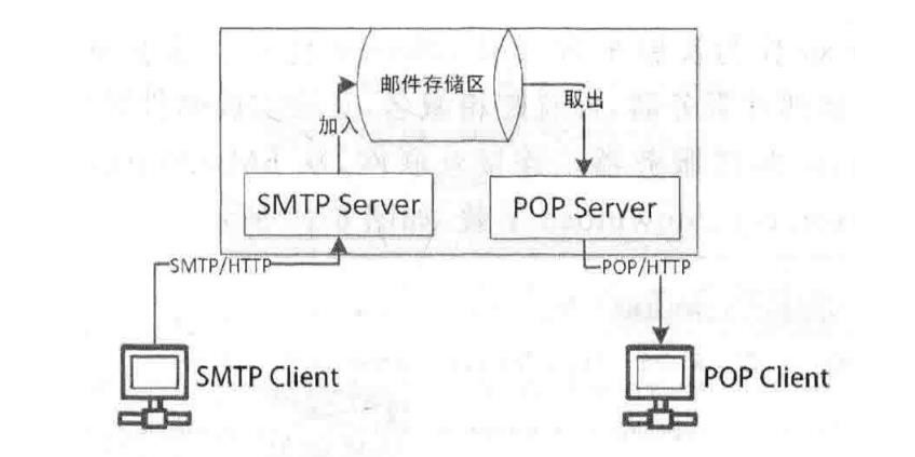 邮件存储区
取出
加入
SMTP Server
POP Server
SMTP/HTTP
POP/HTTP
SMTP Client
POP Client